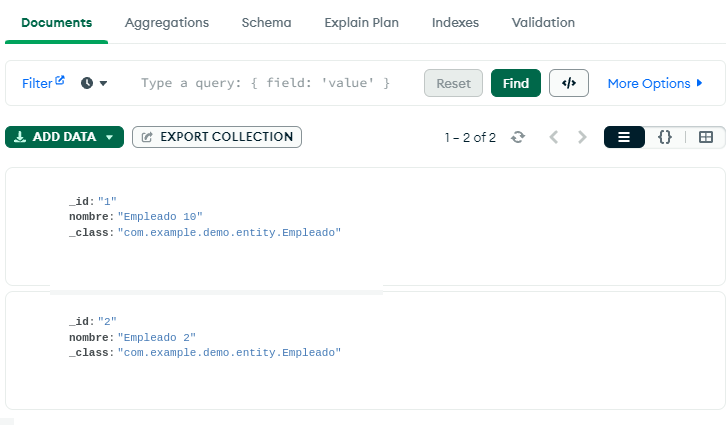 Documents Aggregations Schema Explain Plan Indexes Validation
Filter Type a query: { field: 'value' } Reset Find </> More Options
ADD DATA EXPORT COLLECTION 1 – 2 of 2 {}
_id: "1"
nombre: "Empleado 10"
_class: "com.example.demo.entity.Empleado"
_id: "2"
nombre: "Empleado 2"
_class: "com.example.demo.entity.Empleado"